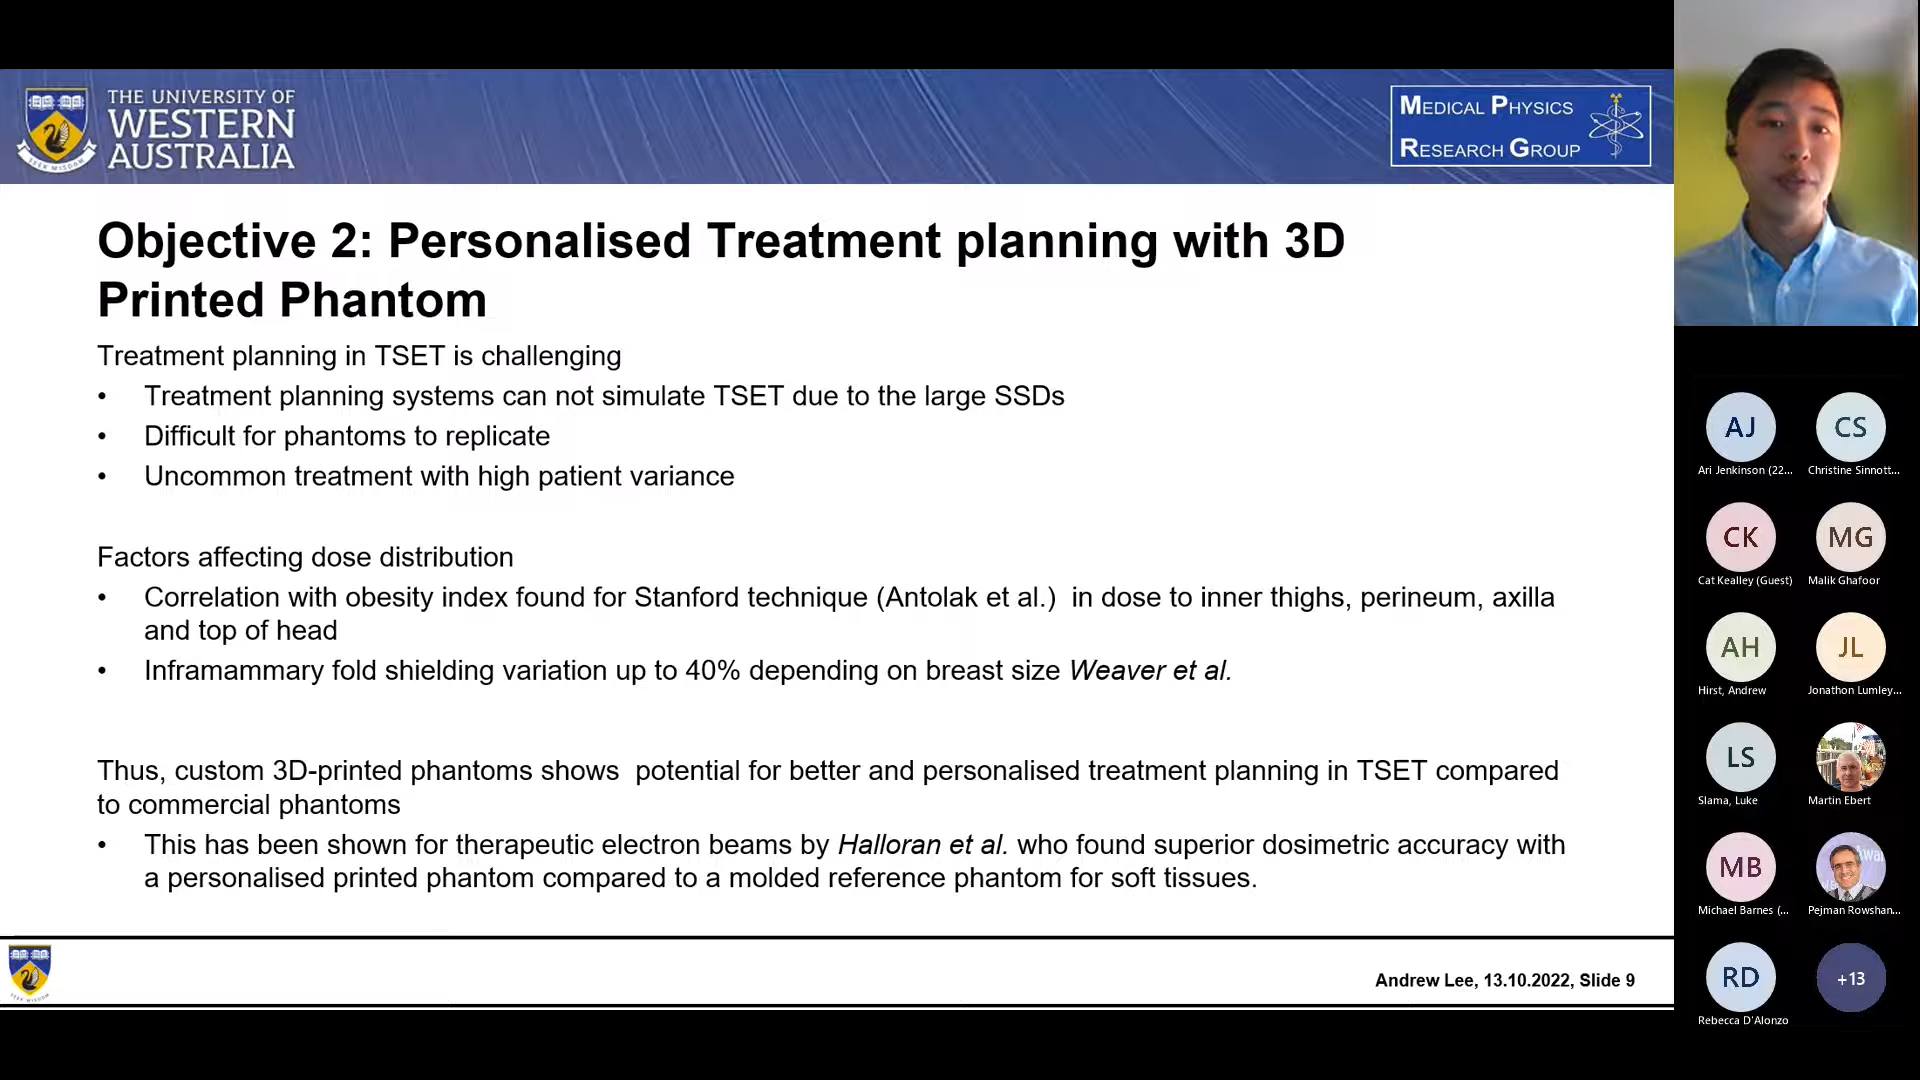 THE UNIVERSITY OF
WESTERN
AUSTRALIA
MEDICAL PHYSICS
RESEARCH GROUP
Objective 2: Personalised Treatment planning with 3D
Printed Phantom
Treatment planning in TSET is challenging
• Treatment planning systems can not simulate TSET due to the large SSDs
• Difficult for phantoms to replicate
• Uncommon treatment with high patient variance
Factors affecting dose distribution
• Correlation with obesity index found for Stanford technique (Antolak et al.)  in dose to inner thighs, perineum, axilla
and top of head
• Inframammary fold shielding variation up to 40% depending on breast size Weaver et al.
Thus, custom 3D-printed phantoms shows  potential for better and personalised treatment planning in TSET compared
to commercial phantoms
• This has been shown for therapeutic electron beams by Halloran et al. who found superior dosimetric accuracy with
a personalised printed phantom compared to a molded reference phantom for soft tissues.
Andrew Lee, 13.10.2022, Slide 9
AJ
Ari Jenkinson (22...
CS
Christine Sinnott...
CK
Cat Kealley (Guest)
MG
Malik Ghafoor
AH
Hirst, Andrew
JL
Jonathon Lumley...
LS
Slama, Luke
Martin Ebert
MB
Michael Barnes (...
Pejman Rowshan...
RD
Rebecca D'Alonzo
+13